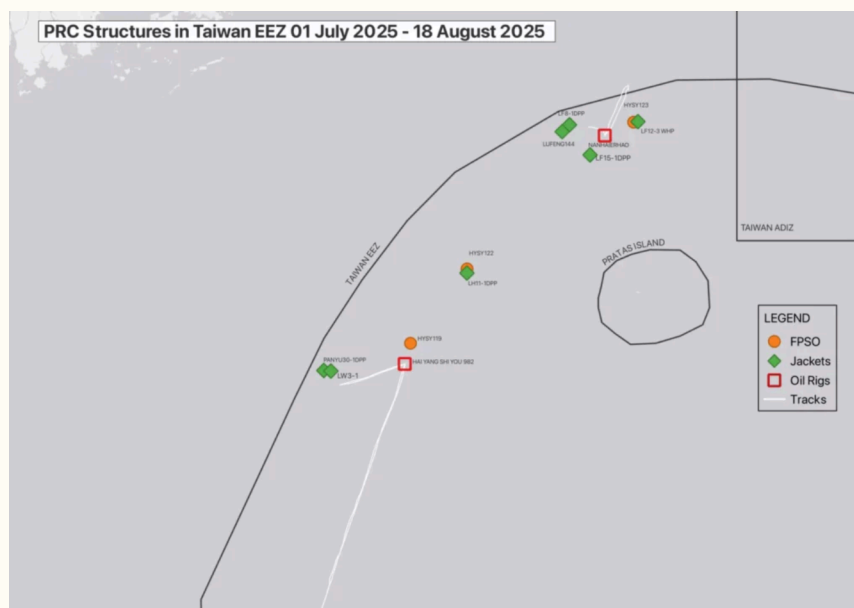 PRC Structures in Taiwan EEZ 01 July 2025 - 18 August 2025
HYSY123
LF8-1DPP
LF12-3 WHP
LUFENG144
NANHAIERHAO
LF15-1DPP
TAIWAN ADIZ
TAIWAN EEZ
PRATAS ISLAND
HYSY122
LH11-1DPP
LEGEND
FPSO
Jackets
Oil Rigs
Tracks
HYSY119
PANYU30-1DPP
HAI YANG SHI YOU 982
LW3-1